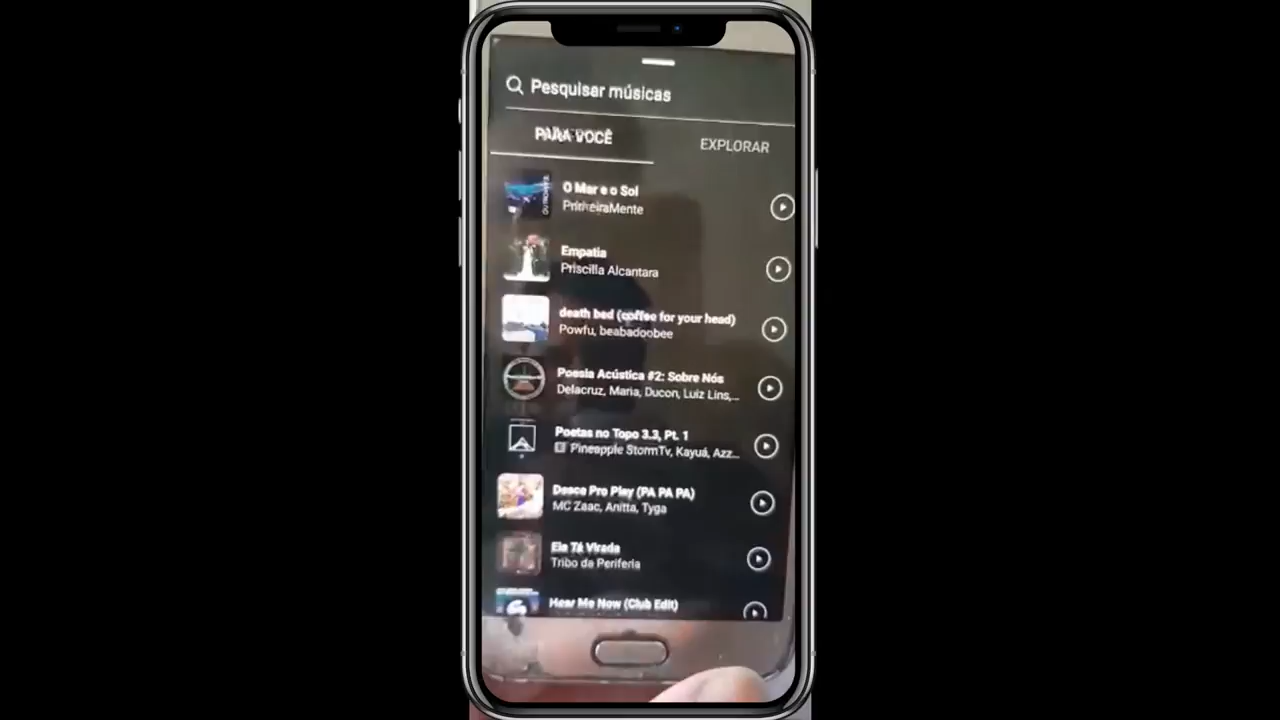 Pesquisar músicas
PARA VOCÊ
EXPLORAR
O Mar e o Sol
PrimeiraMente
Empatia
Priscilla Alcantara
death bed (coffee for your head)
Powfu, beabadoobee
Poesia Acústica #2: Sobre Nós
Delacruz, Maria, Ducon, Luiz Lins,...
Poetas no Topo 3.3, Pt. 1
E Pineapple StormTv, Kayuá, Azz...
Desce Pro Play (PA PA PA)
MC Zaac, Anitta, Tyga
Ela Tá Virada
Tribo da Periferia
Hear Me Now (Club Edit)